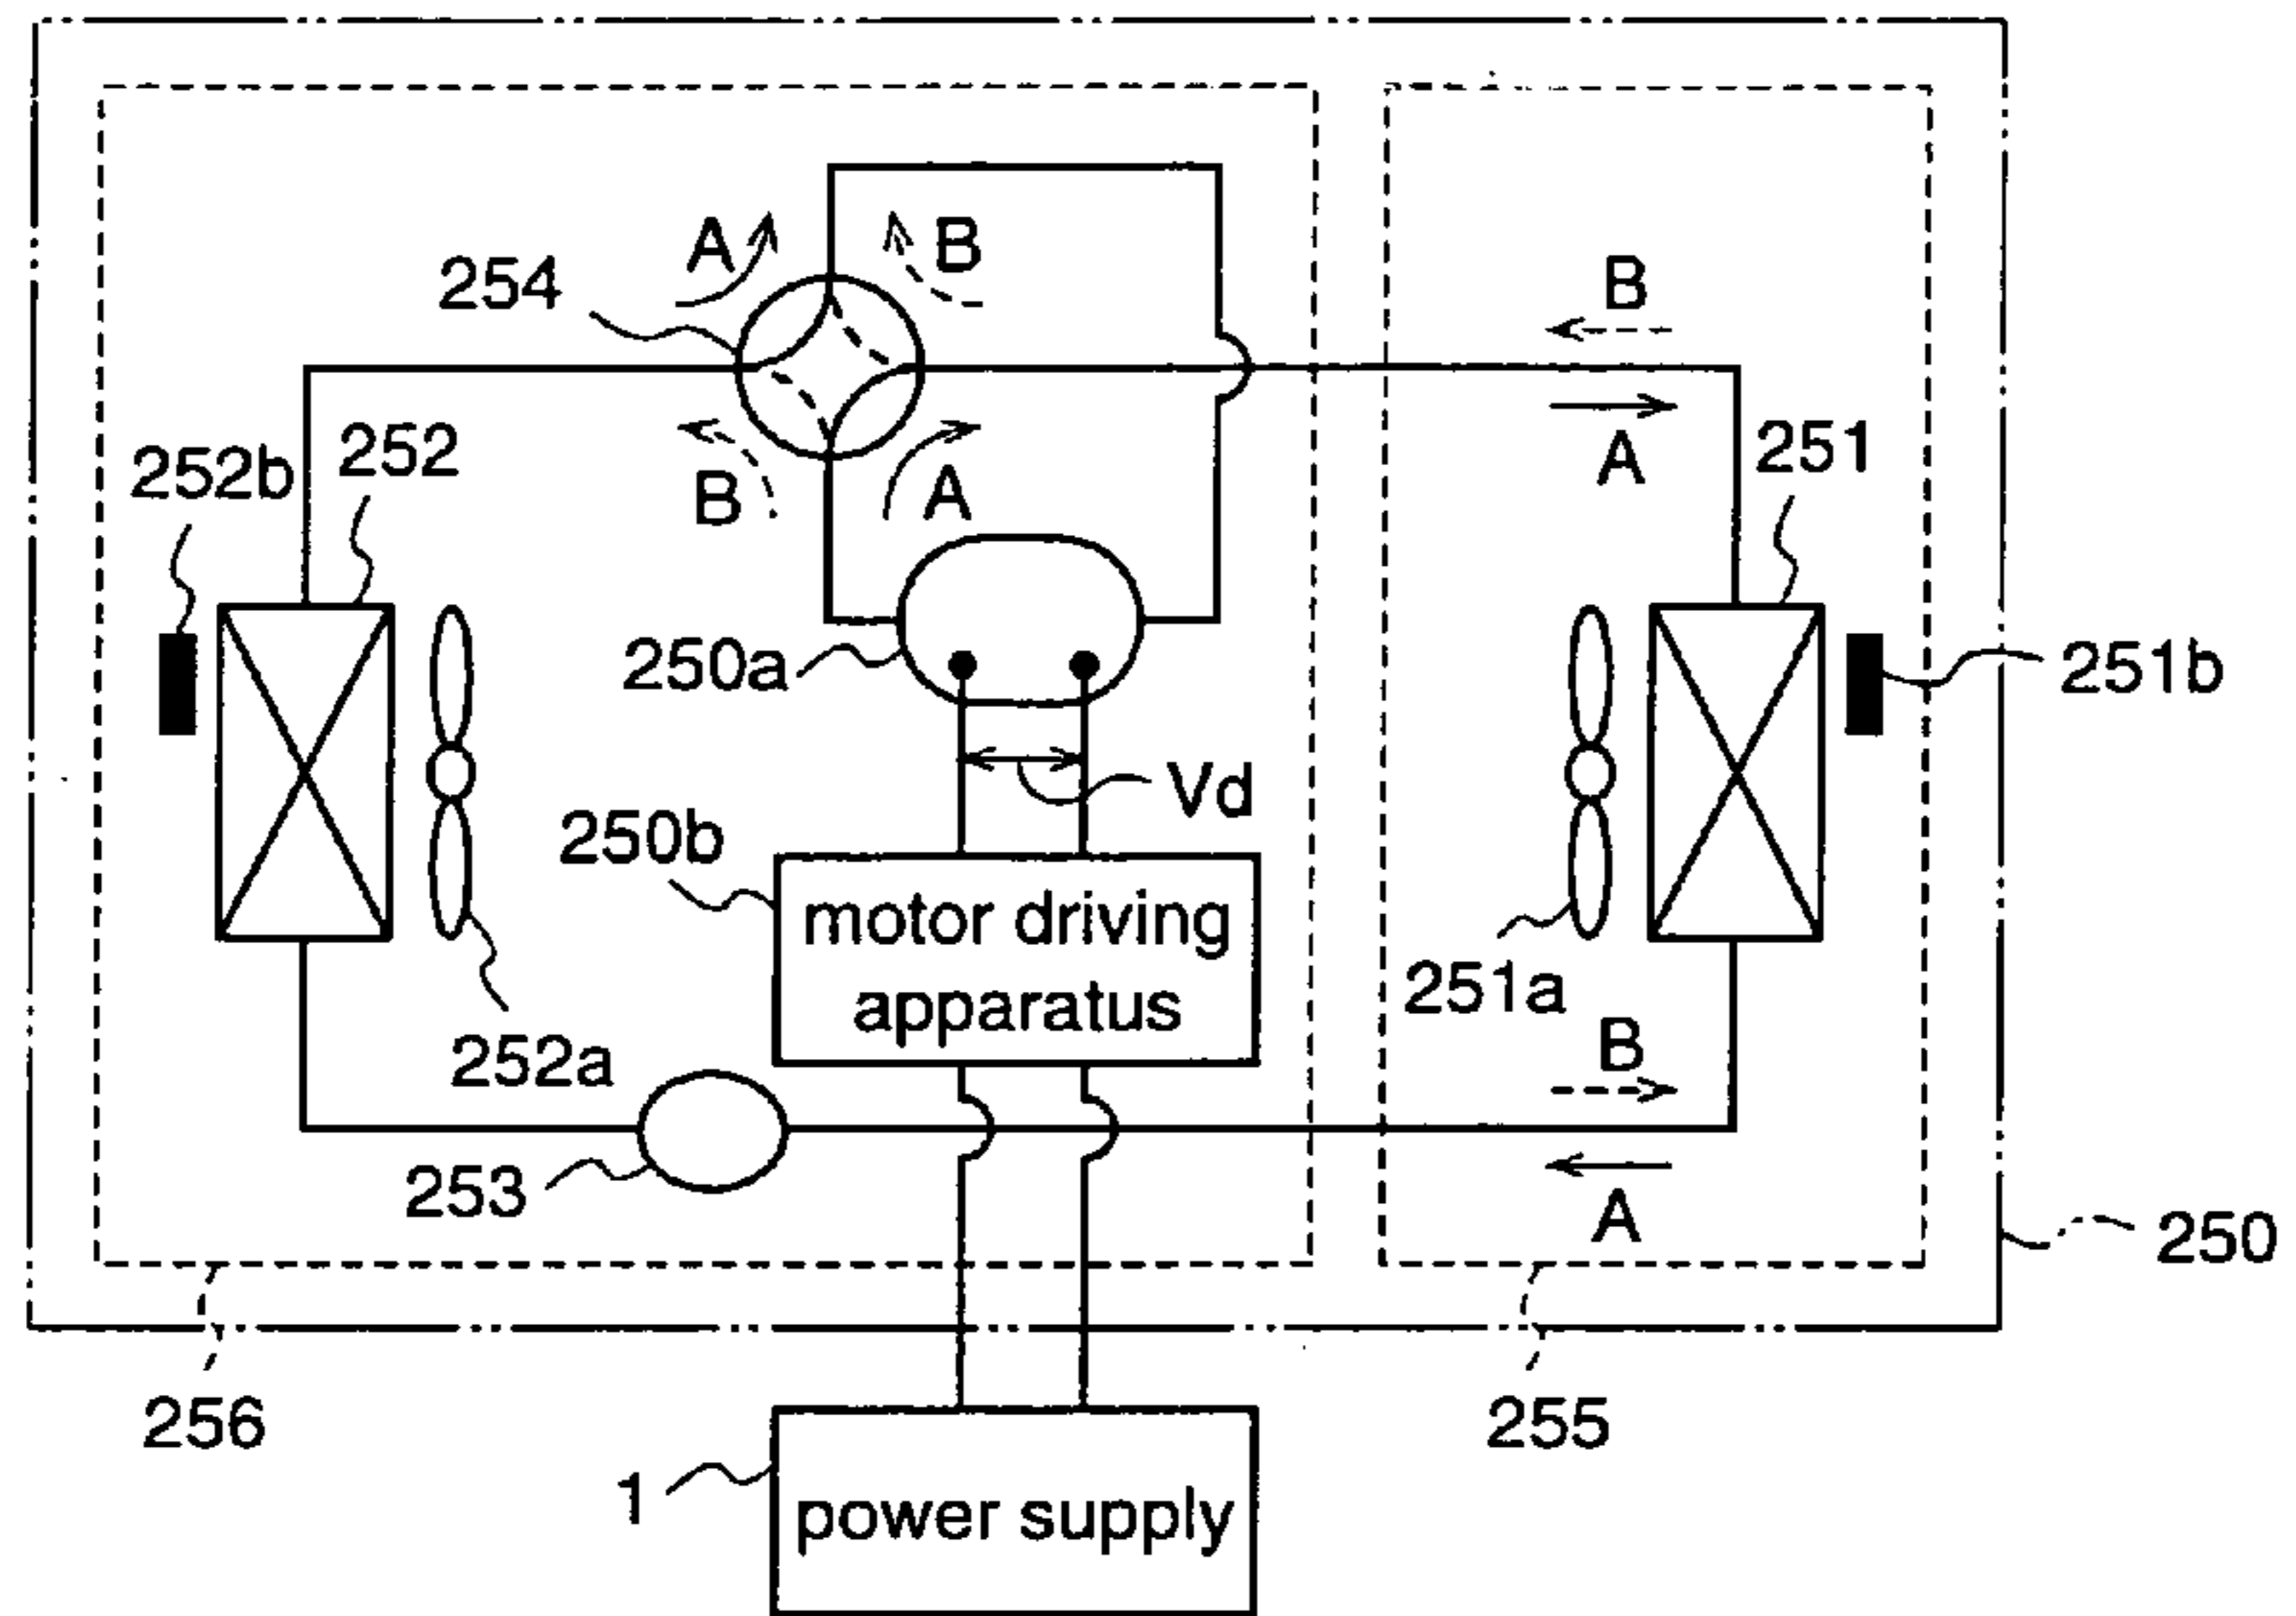 A
B
254
B
A
252b
252
B
A
251
250a
251b
Vd
250b
motor driving
apparatus
251a
252a
B
253
A
250
256
255
1
power supply